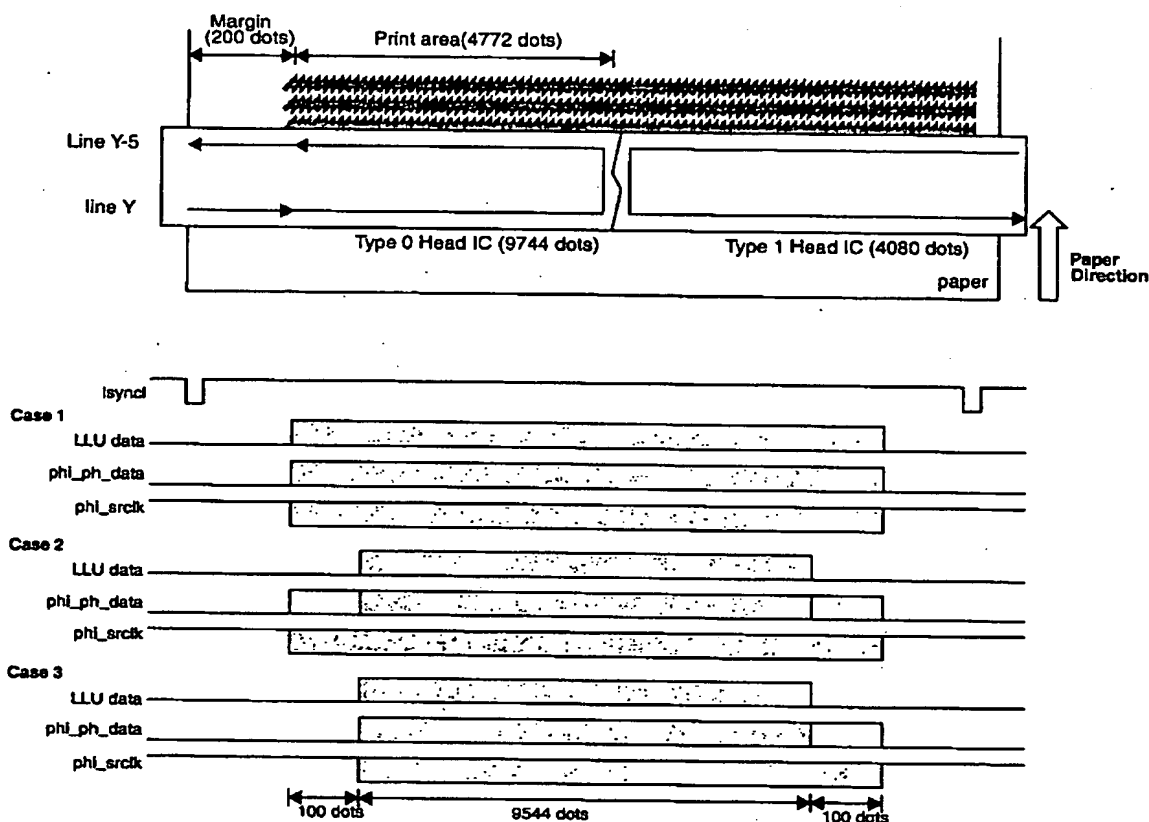 Margin
(200 dots)
Print area(4772 dots)
Line Y-5
line Y
Type 0 Head IC (9744 dots)
Type 1 Head IC (4080 dots)
paper
Paper
Direction
lsyncl
Case 1
LLU data
phi_ph_data
phi_srclk
Case 2
LLU data
phi_ph_data
phi_srclk
Case 3
LLU data
phi_ph_data
phi_srclk
100 dots
9544 dots
100 dots